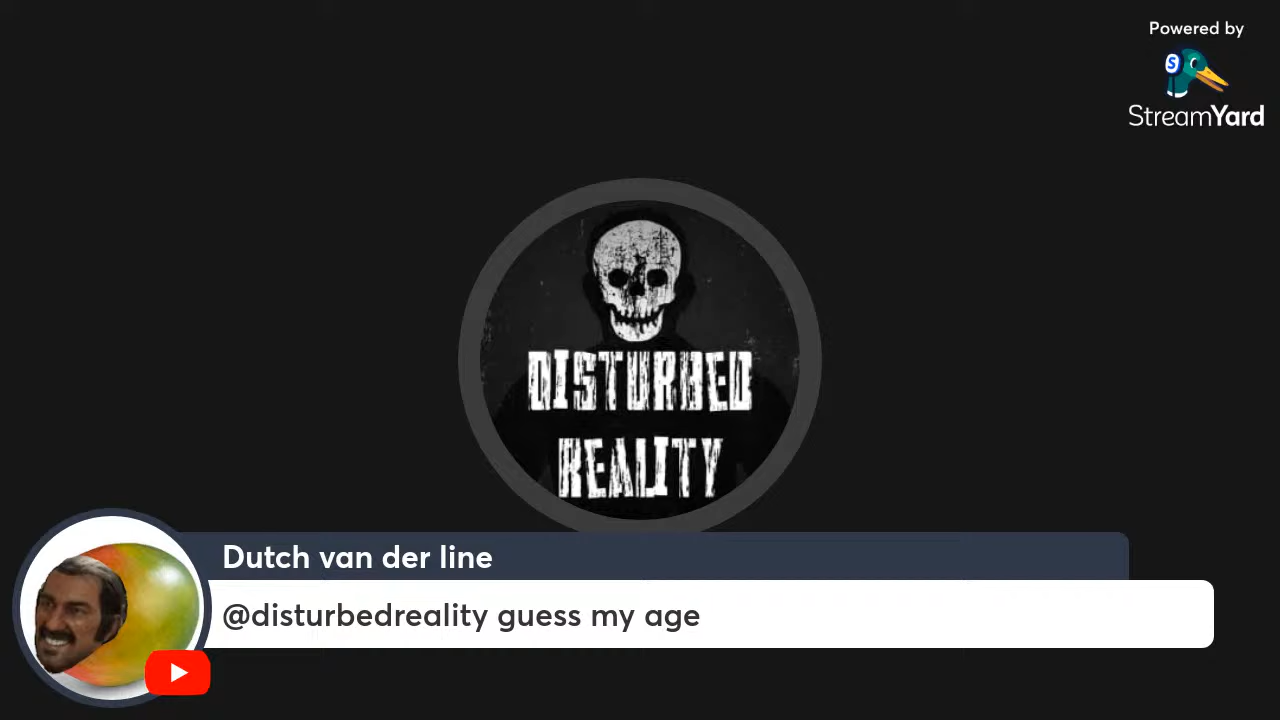 Powered by
S
StreamYard
DISTURBED
REALITY
Dutch van der line
@disturbedreality guess my age